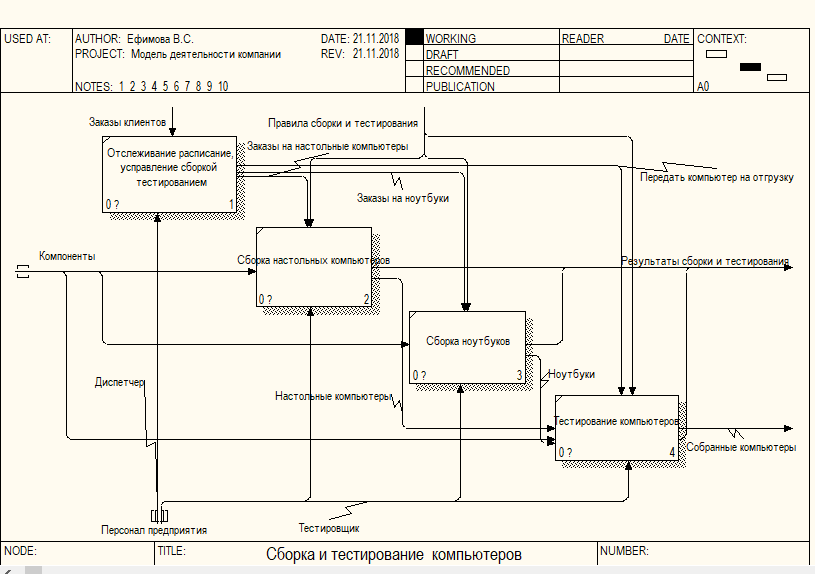 USED AT:
AUTHOR: Ефимова В.С.
DATE: 21.11.2018
WORKING
READER
DATE
CONTEXT:
PROJECT: Модель деятельности компании
REV: 21.11.2018
DRAFT
RECOMMENDED
NOTES: 1 2 3 4 5 6 7 8 9 10
PUBLICATION
A0
Заказы клиентов
Правила сборки и тестирования
Отслеживание расписание,
усправление сборкой
тестированием
0 ?
1
Заказы на настольные компьютеры
Передать компьютер на отгрузку
Заказы на ноутбуки
Компоненты
Сборка настольных компьютеров
0 ?
2
Результаты сборки и тестирования
Сборка ноутбуков
0 ?
3
Диспетчер
Ноутбуки
Настольные компьютеры
Тестирование компьютеров
0 ?
4
Собранные компьютеры
Персонал предприятия
Тестировщик
NODE:
TITLE:
Сборка и тестирование компьютеров
NUMBER: